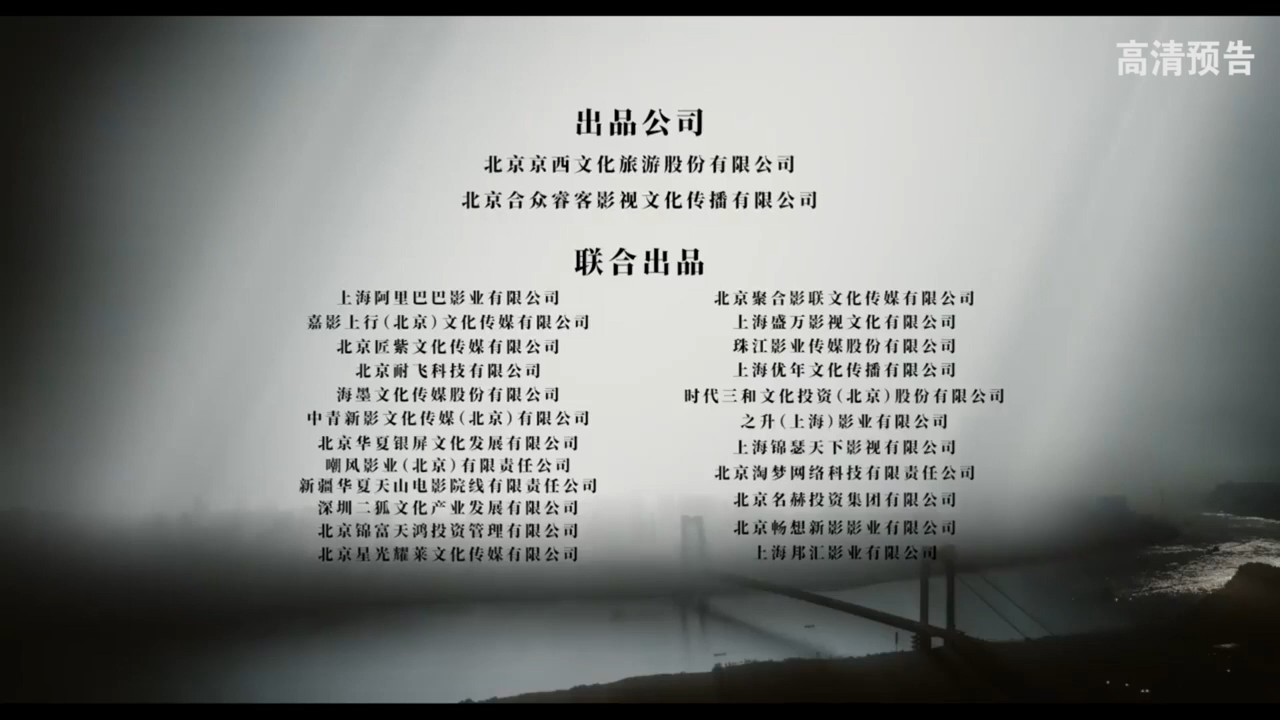 高清预告
出品公司
北京京西文化旅游股份有限公司
北京合众睿客影视文化传播有限公司
联合出品
上海阿里巴巴影业有限公司
嘉影上行(北京)文化传媒有限公司
北京匠紫文化传媒有限公司
北京耐飞科技有限公司
海墨文化传媒股份有限公司
中青新影文化传媒(北京)有限公司
北京华夏银屏文化发展有限公司
嘲风影业(北京)有限责任公司
新疆华夏天山电影院线有限责任公司
深圳二狐文化产业发展有限公司
北京锦富天鸿投资管理有限公司
北京星光耀莱文化传媒有限公司
北京聚合影联文化传媒有限公司
上海盛万影视文化有限公司
珠江影业传媒股份有限公司
上海优年文化传播有限公司
时代三和文化投资(北京)股份有限公司
之升(上海)影业有限公司
上海锦瑟天下影视有限公司
北京淘梦网络科技有限责任公司
北京名赫投资集团有限公司
北京畅想新影影业有限公司
上海邦汇影业有限公司